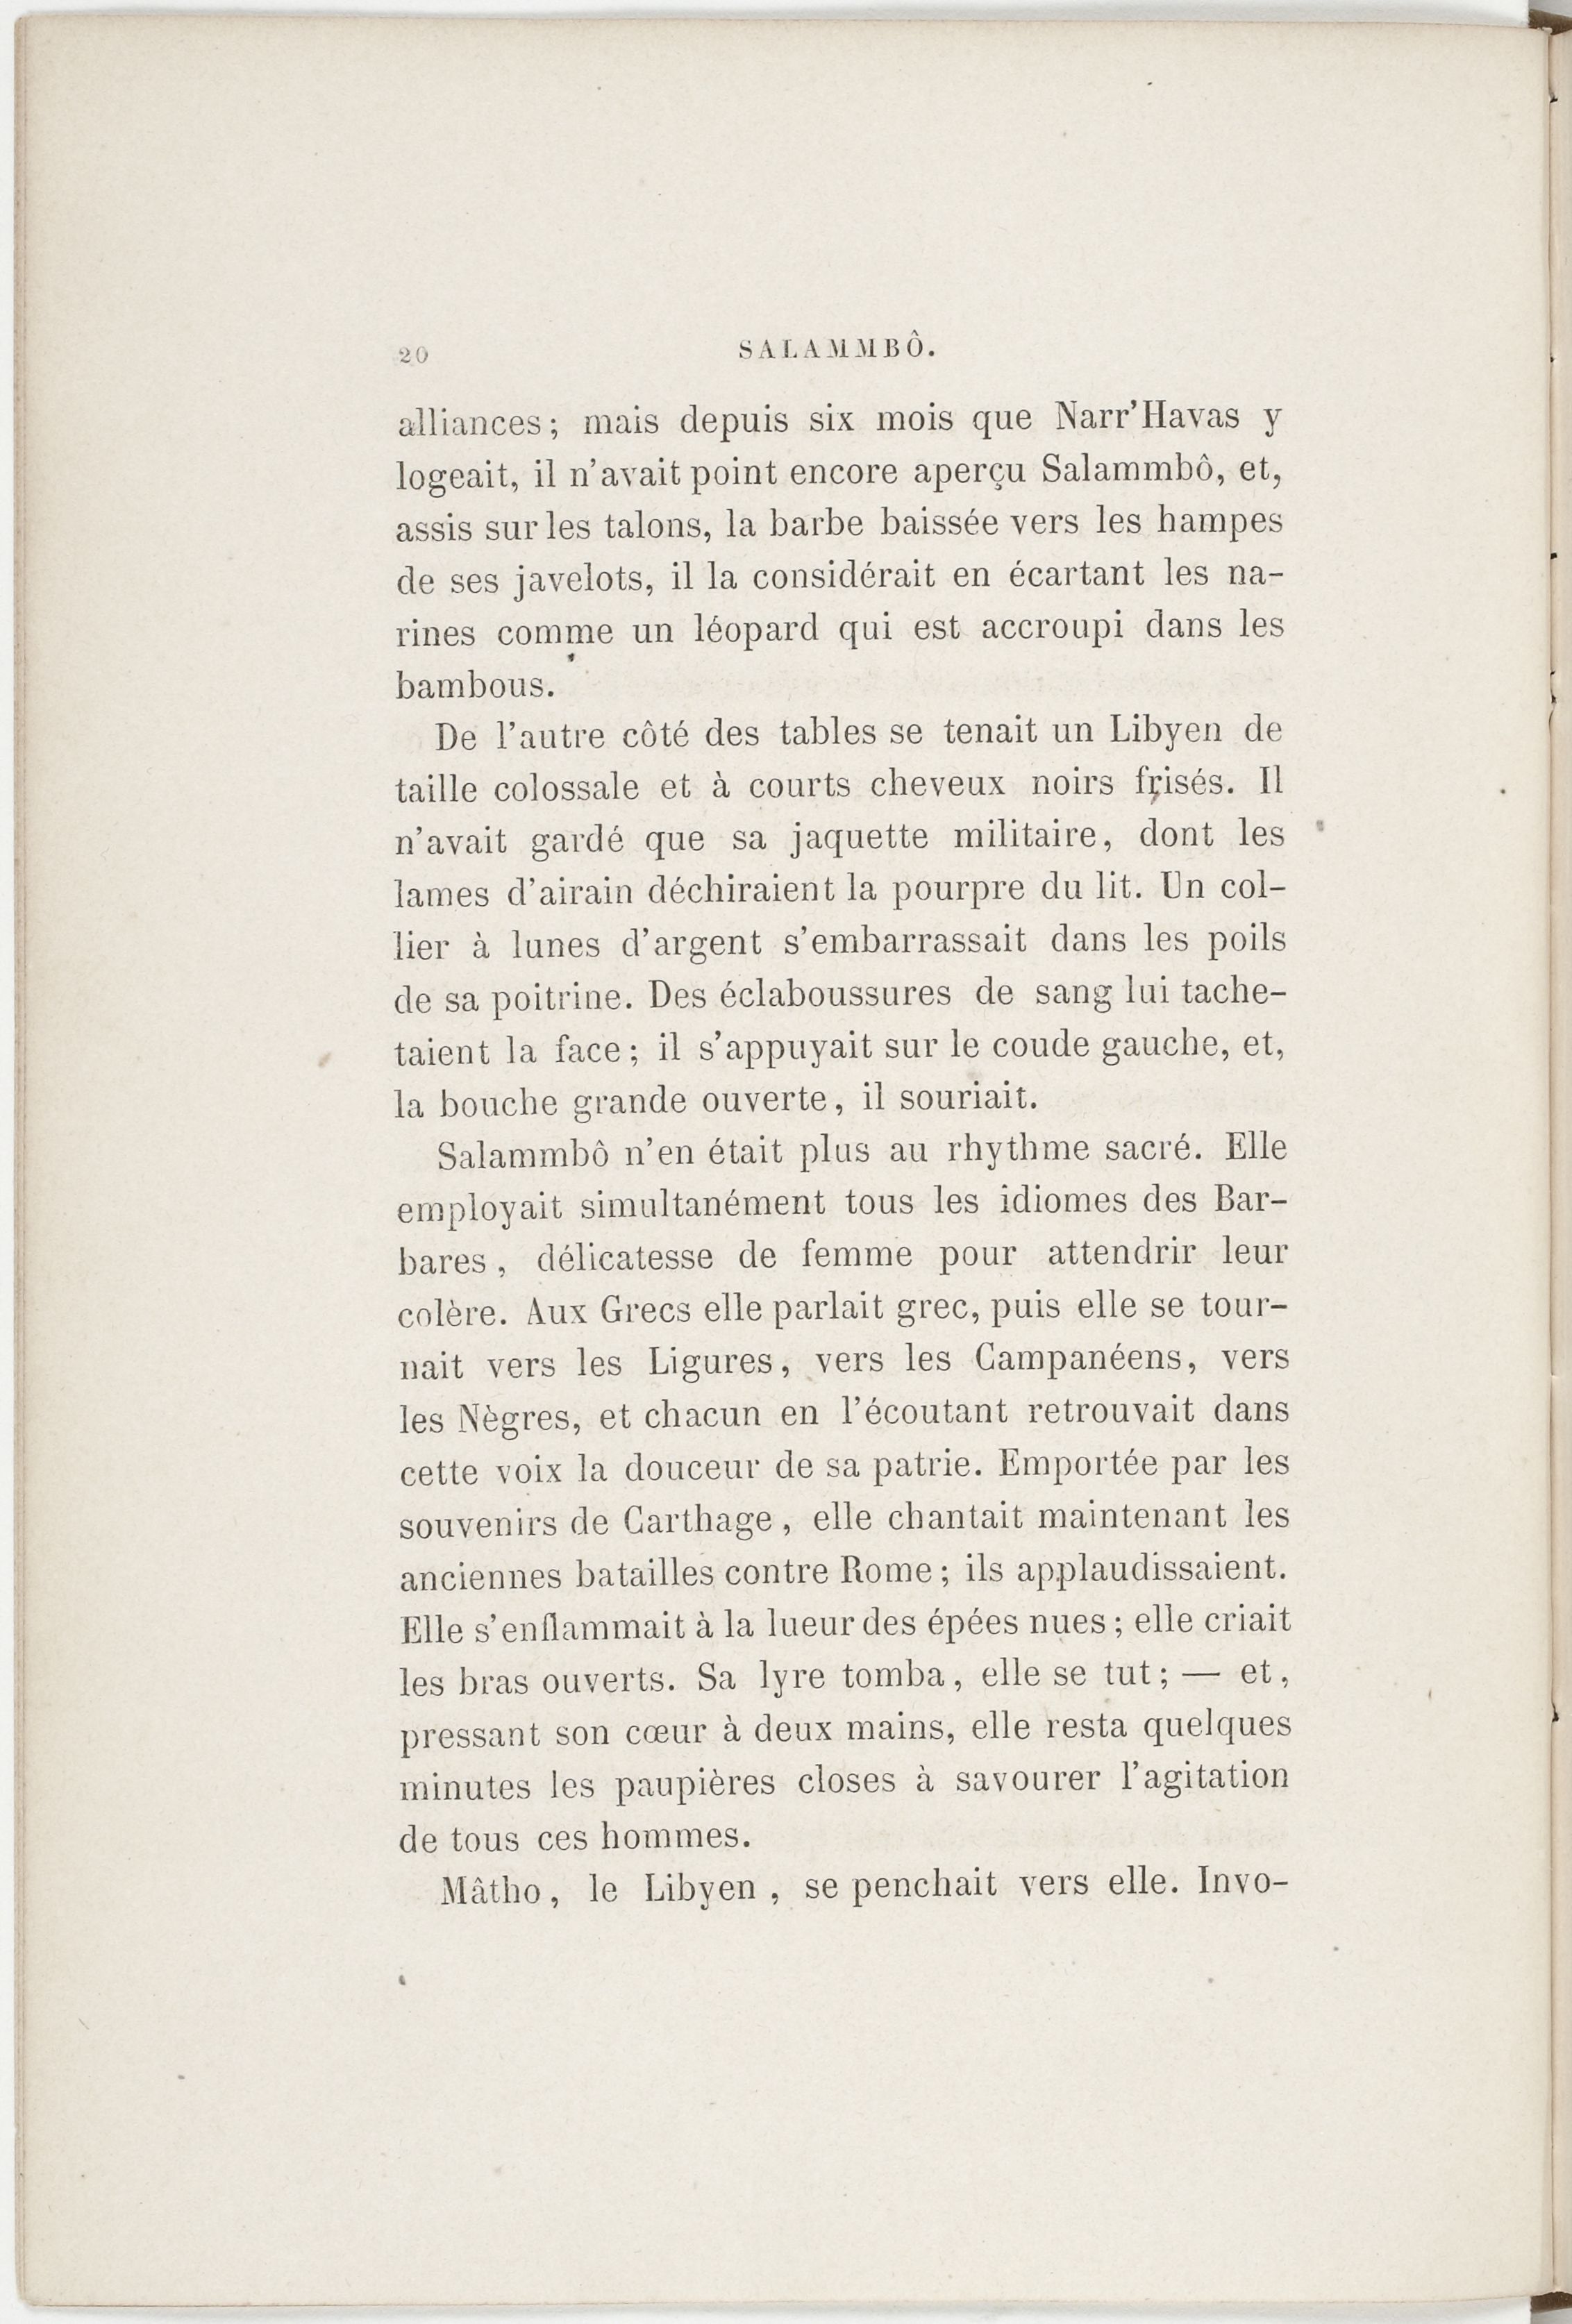 20 SALAMMBÔ.
alliances; mais depuis six mois que Narr'Havas y
logeait, il n'avait point encore aperçu Salammbô, et,
assis sur les talons, la barbe baissée vers les hampes
de ses javelots, il la considérait en écartant les na-
rines comme un léopard qui est accroupi dans les
bambous.
De l'autre côté des tables se tenait un Libyen de
taille colossale et à courts cheveux noirs frisés. Il
n'avait gardé que sa jaquette militaire, dont les
lames d'airain déchiraient la pourpre du lit. Un col-
lier à lunes d'argent s'embarrassait dans les poils
de sa poitrine. Des éclaboussures de sang lui tache-
taient la face; il s'appuyait sur le coude gauche, et,
la bouche grande ouverte, il souriait.
Salammbô n'en était plus au rhythme sacré. Elle
employait simultanément tous les idiomes des Bar-
bares, délicatesse de femme pour attendrir leur
colère. Aux Grecs elle parlait grec, puis elle se tour-
nait vers les Ligures, vers les Campanéens, vers
les Nègres, et chacun en l'écoutant retrouvait dans
cette voix la douceur de sa patrie. Emportée par les
souvenirs de Carthage, elle chantait maintenant les
anciennes batailles contre Rome; ils applaudissaient.
Elle s'enflammait à la lueur des épées nues; elle criait
les bras ouverts. Sa lyre tomba, elle se tut; — et,
pressant son cœur à deux mains, elle resta quelques
minutes les paupières closes à savourer l'agitation
de tous ces hommes.
Mâtho, le Libyen, se penchait vers elle. Invo-